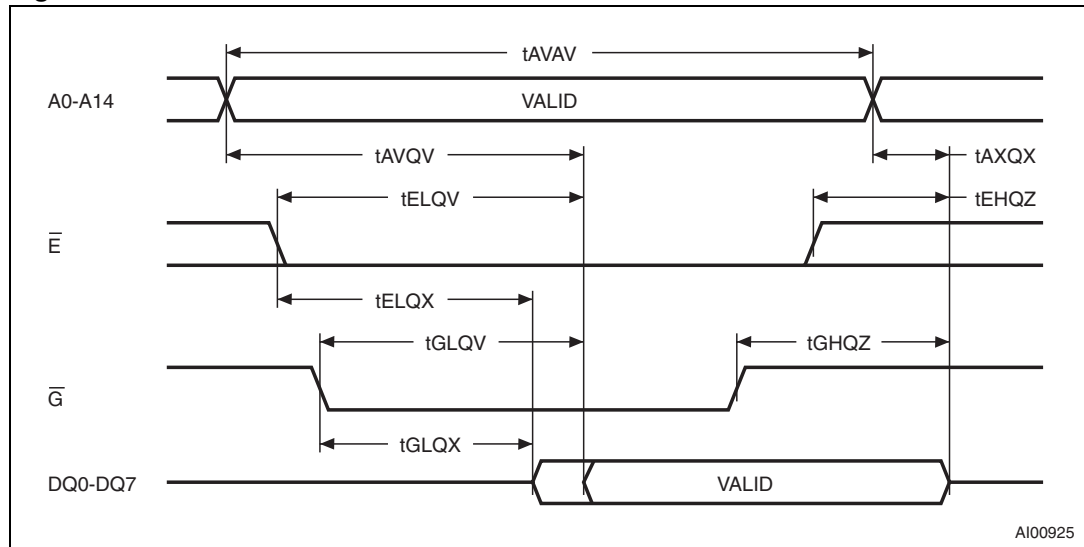 tAVAV
A0-A14
VALID
tAVQV
tAXQX
tELQV
tEHQZ
E̅
tELQX
tGLQV
tGHQZ
G̅
tGLQX
DQ0-DQ7
VALID
AI00925